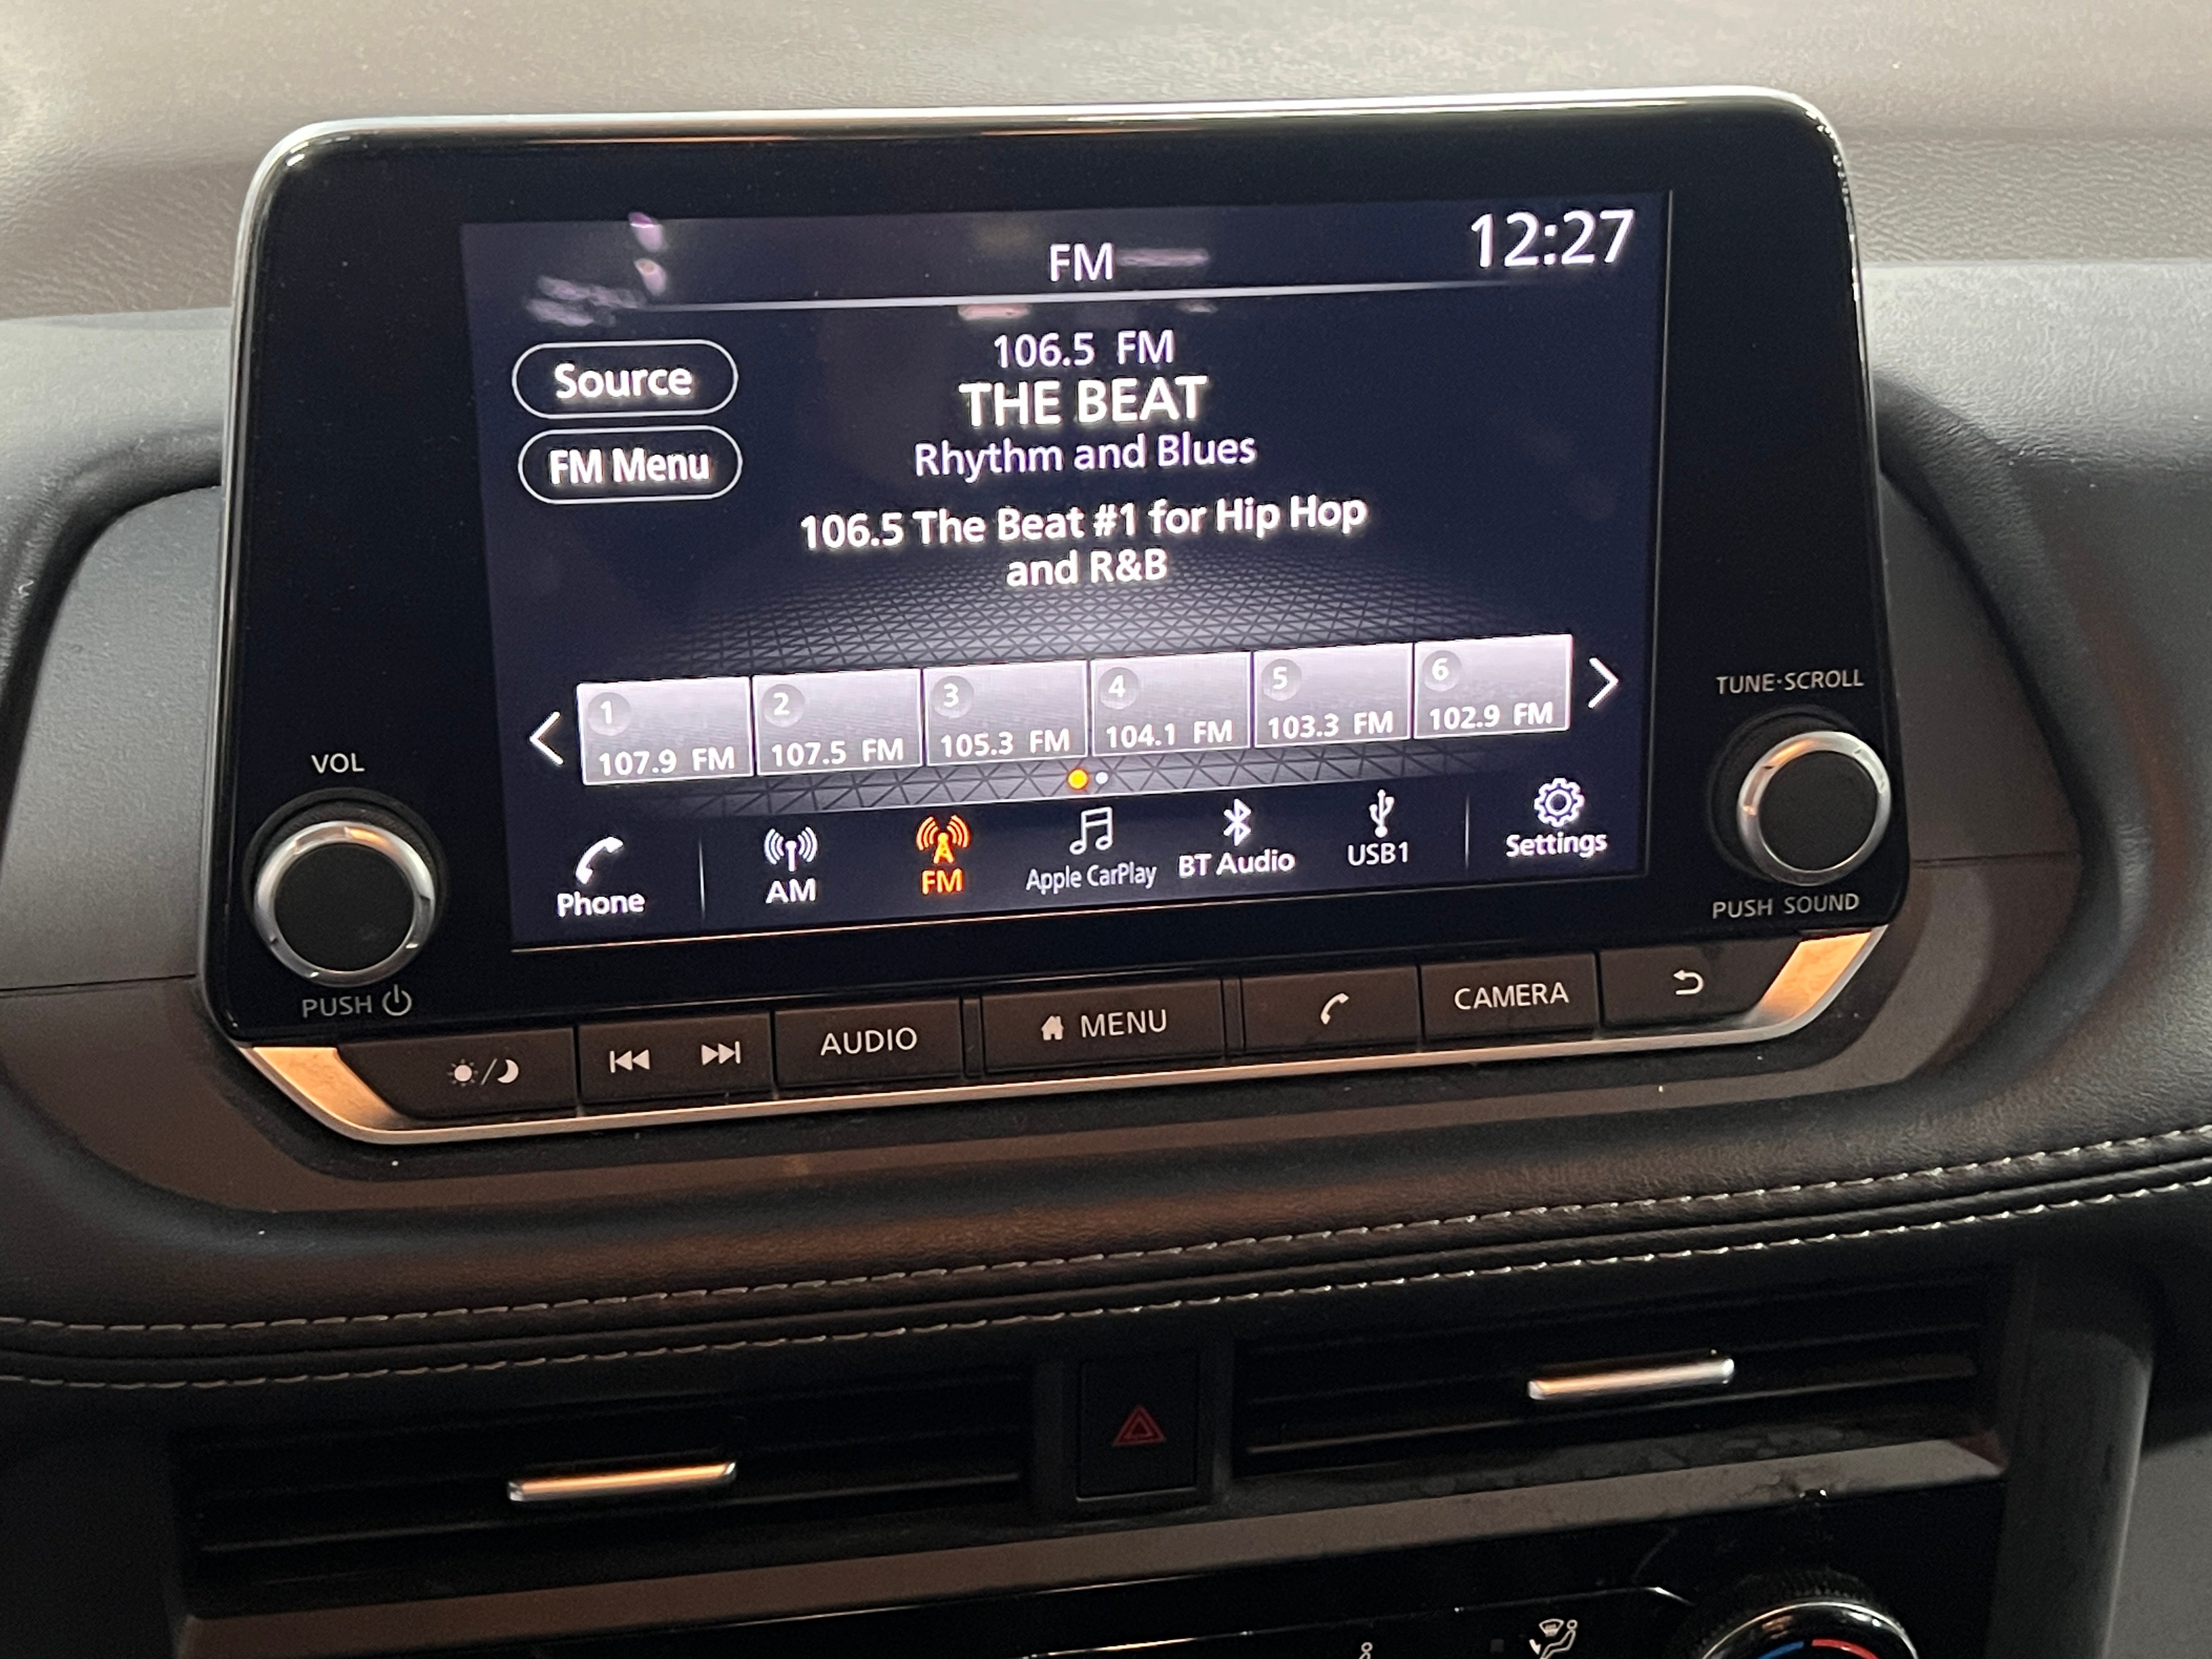 FM
12:27
Source
FM Menu
106.5 FM
THE BEAT
Rhythm and Blues
106.5 The Beat #1 for Hip Hop
and R&B
1
107.9 FM
2
107.5 FM
3
105.3 FM
4
104.1 FM
5
103.3 FM
6
102.9 FM
Phone
AM
FM
Apple CarPlay
BT Audio
USB1
Settings
VOL
PUSH
TUNE·SCROLL
PUSH SOUND
AUDIO
MENU
CAMERA